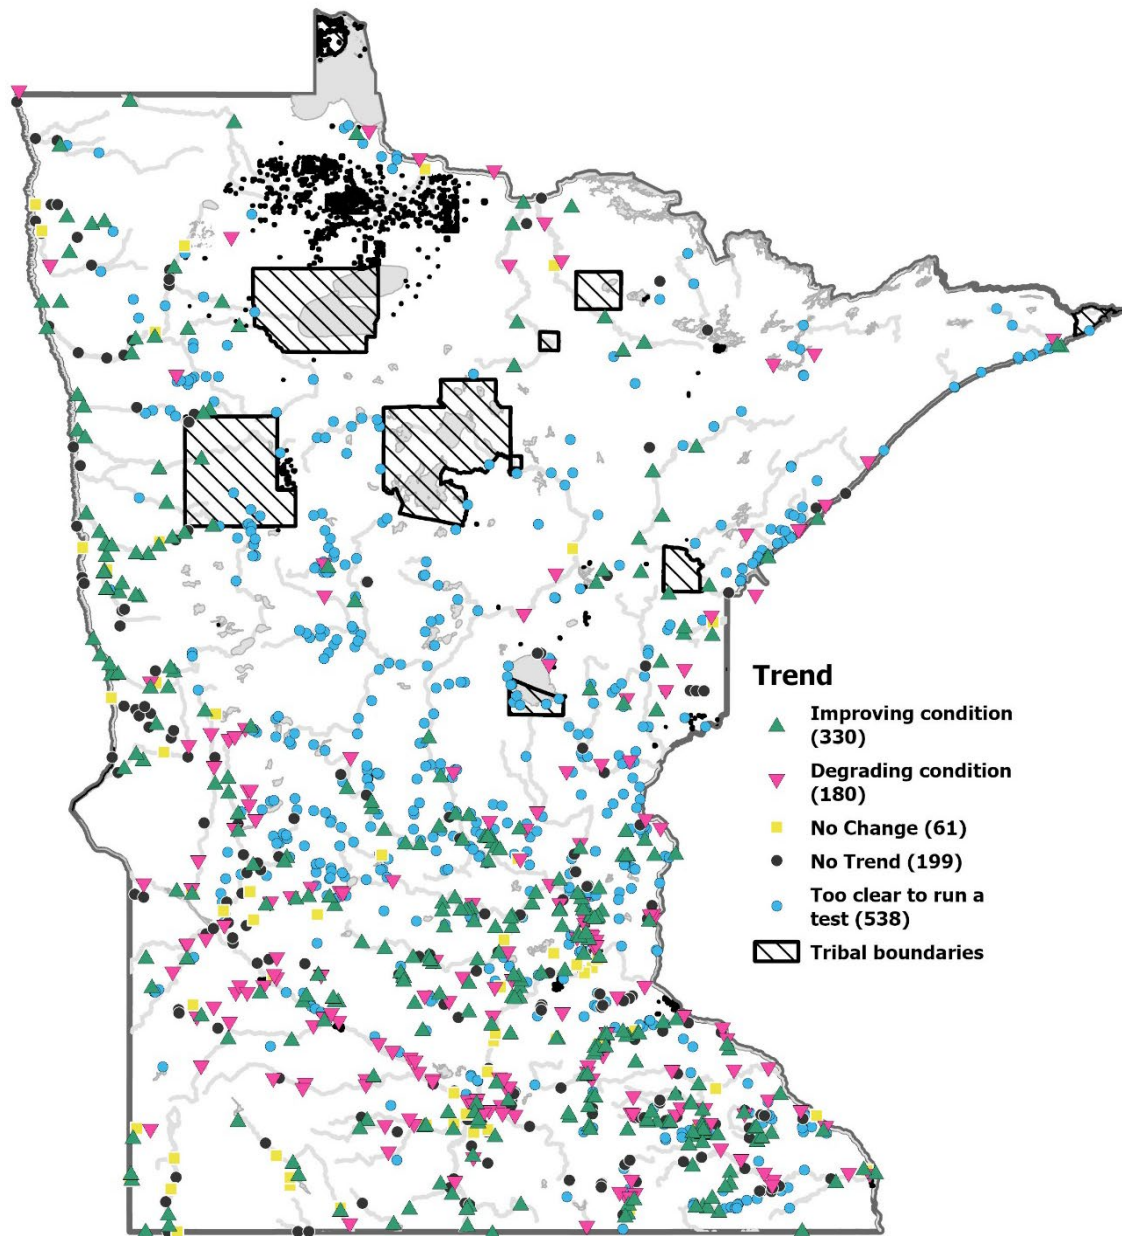 Trend
Improving condition
(330)
Degrading condition
(180)
No Change (61)
No Trend (199)
Too clear to run a
test (538)
Tribal boundaries